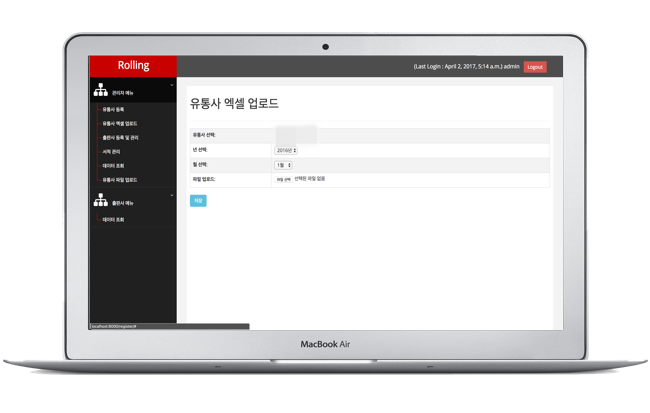 Rolling
(Last Login : April 2, 2017, 5:14 a.m.) admin Logout
관리자 메뉴
유통사 등록
유통사 엑셀 업로드
출판사 등록 및 관리
서적 관리
데이터 조회
유통사 파일 업로드
출판사 메뉴
데이터 조회
유통사 엑셀 업로드
유통사 선택:
년 선택: 2016년
월 선택: 1월
파일 업로드: 파일 선택 선택된 파일 없음
저장
localhost:8000/register/#
MacBook Air